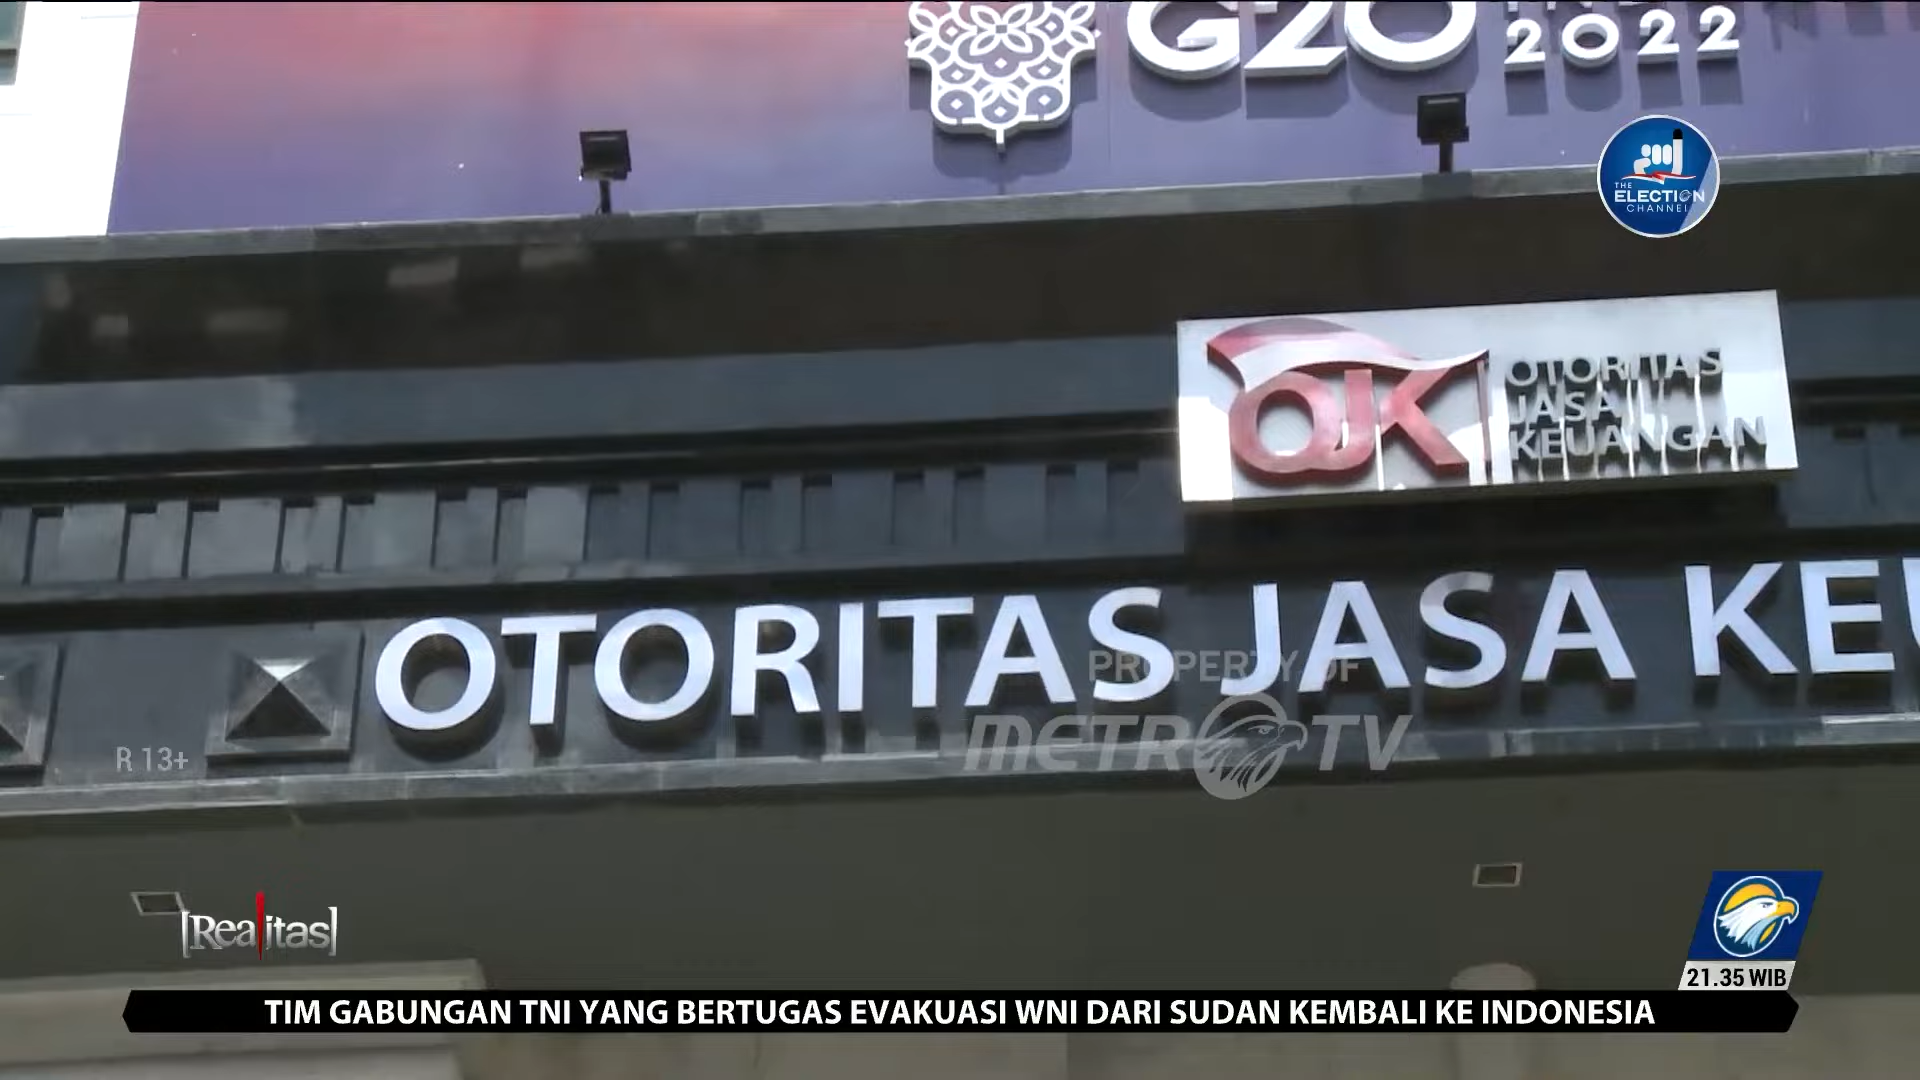 G20
2022
THE
ELECTION
CHANNEL
OJK
OTORITAS
JASA
KEUANGAN
OTORITAS JASA KEU
PROPERTY OF
METRO TV
R 13+
[Realitas]
21.35 WIB
TIM GABUNGAN TNI YANG BERTUGAS EVAKUASI WNI DARI SUDAN KEMBALI KE INDONESIA